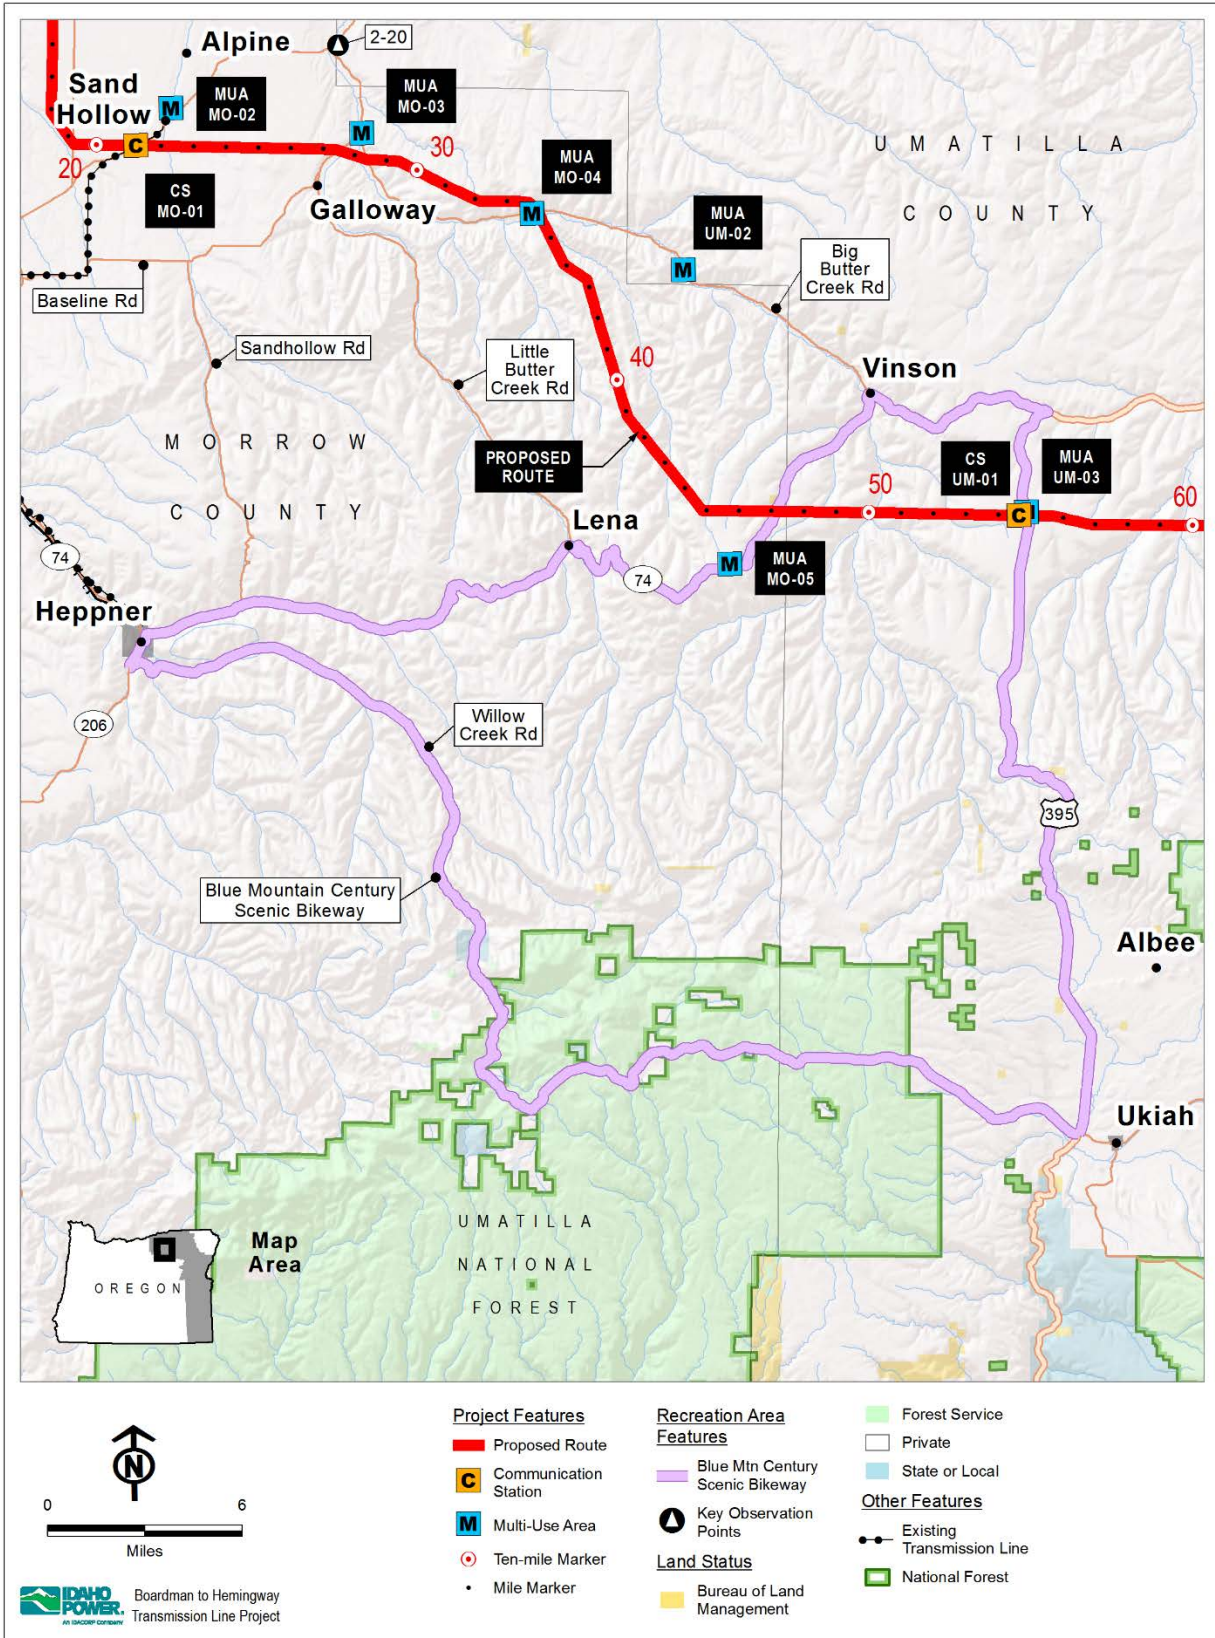 Alpine
2-20
Sand
Hollow
M
MUA
MO-02
MUA
MO-03
C
M
20
30
MUA
MO-04
U M A T I L L A
C O U N T Y
CS
MO-01
Galloway
M
MUA
UM-02
M
Big
Butter
Creek Rd
Baseline Rd
Sandhollow Rd
Little
Butter
Creek Rd
40
Vinson
M O R R O W
C O U N T Y
PROPOSED
ROUTE
CS
UM-01
MUA
UM-03
50
60
C
Lena
74
74
M
MUA
MO-05
Heppner
206
Willow
Creek Rd
395
Blue Mountain Century
Scenic Bikeway
Albee
Ukiah
U M A T I L L A
N A T I O N A L
F O R E S T
Map
Area
O R E G O N
N
0 6
Miles
IDAHO
POWER.
An IDACORP Company
Boardman to Hemingway
Transmission Line Project
Project Features
Proposed Route
C
Communication
Station
M
Multi-Use Area
Ten-mile Marker
Mile Marker
Recreation Area
Features
Blue Mtn Century
Scenic Bikeway
Key Observation
Points
Land Status
Bureau of Land
Management
Forest Service
Private
State or Local
Other Features
Existing
Transmission Line
National Forest